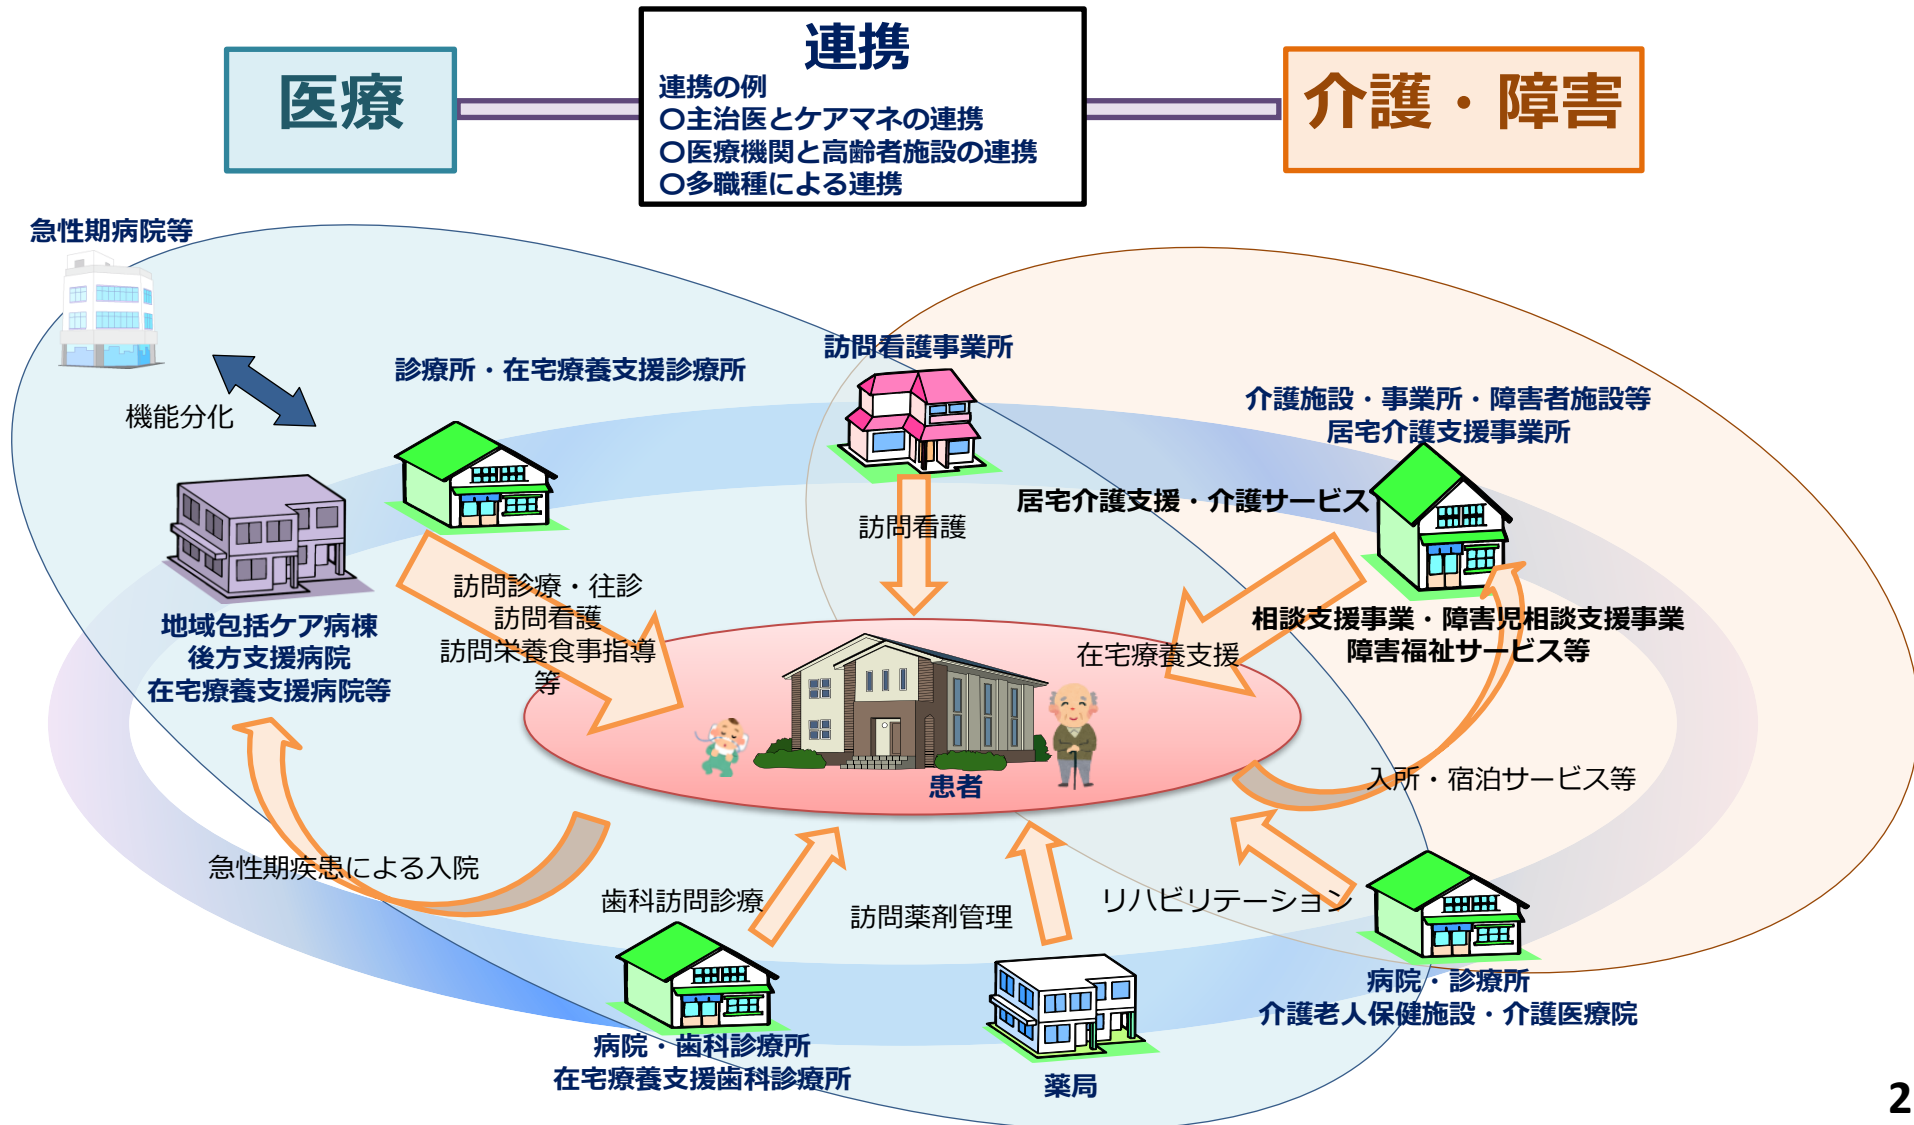 医療
連携
連携の例
〇主治医とケアマネの連携
〇医療機関と高齢者施設の連携
〇多職種による連携
介護・障害
急性期病院等
機能分化
診療所・在宅療養支援診療所
訪問看護事業所
介護施設・事業所・障害者施設等
居宅介護支援事業所
居宅介護支援・介護サービス
訪問看護
訪問診療・往診
訪問看護
訪問栄養食事指導
等
地域包括ケア病棟
後方支援病院
在宅療養支援病院等
在宅療養支援
相談支援事業・障害児相談支援事業
障害福祉サービス等
患者
入所・宿泊サービス等
急性期疾患による入院
歯科訪問診療
訪問薬剤管理
リハビリテーション
病院・歯科診療所
在宅療養支援歯科診療所
薬局
病院・診療所
介護老人保健施設・介護医療院
2